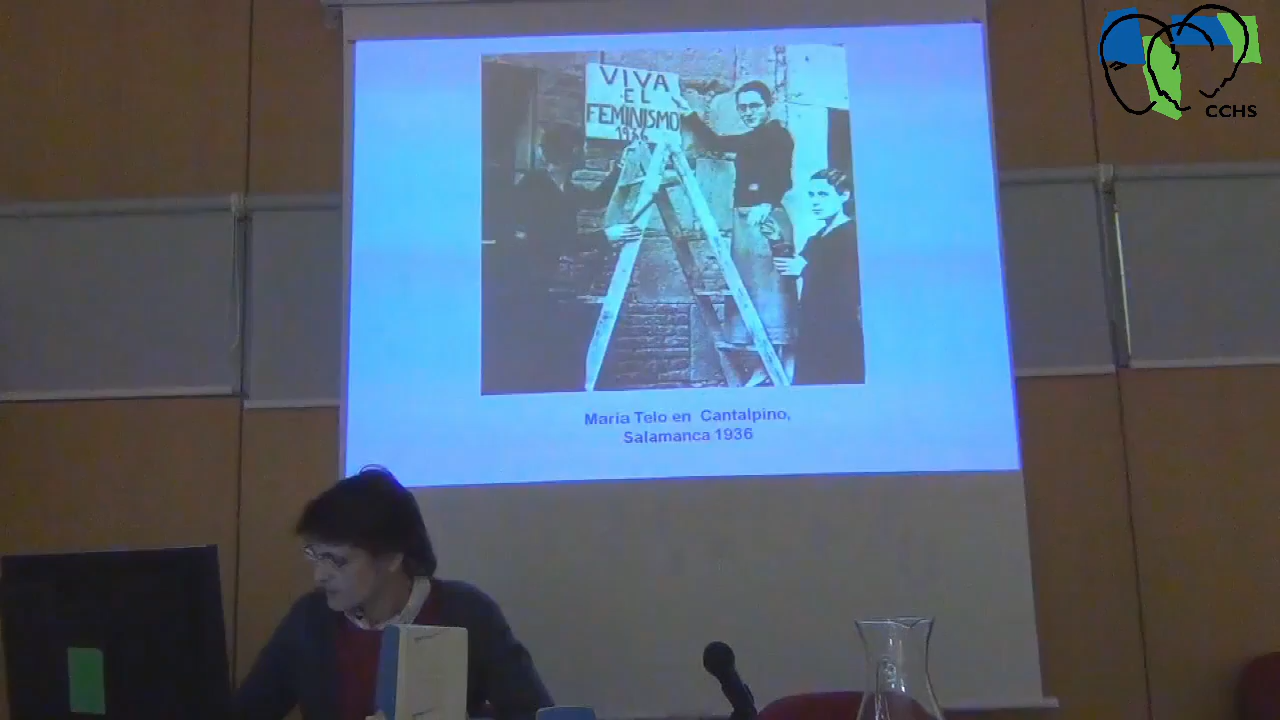 VIVA
EL
FEMINISMO
1936
María Telo en Cantalpino,
Salamanca 1936
CCHS